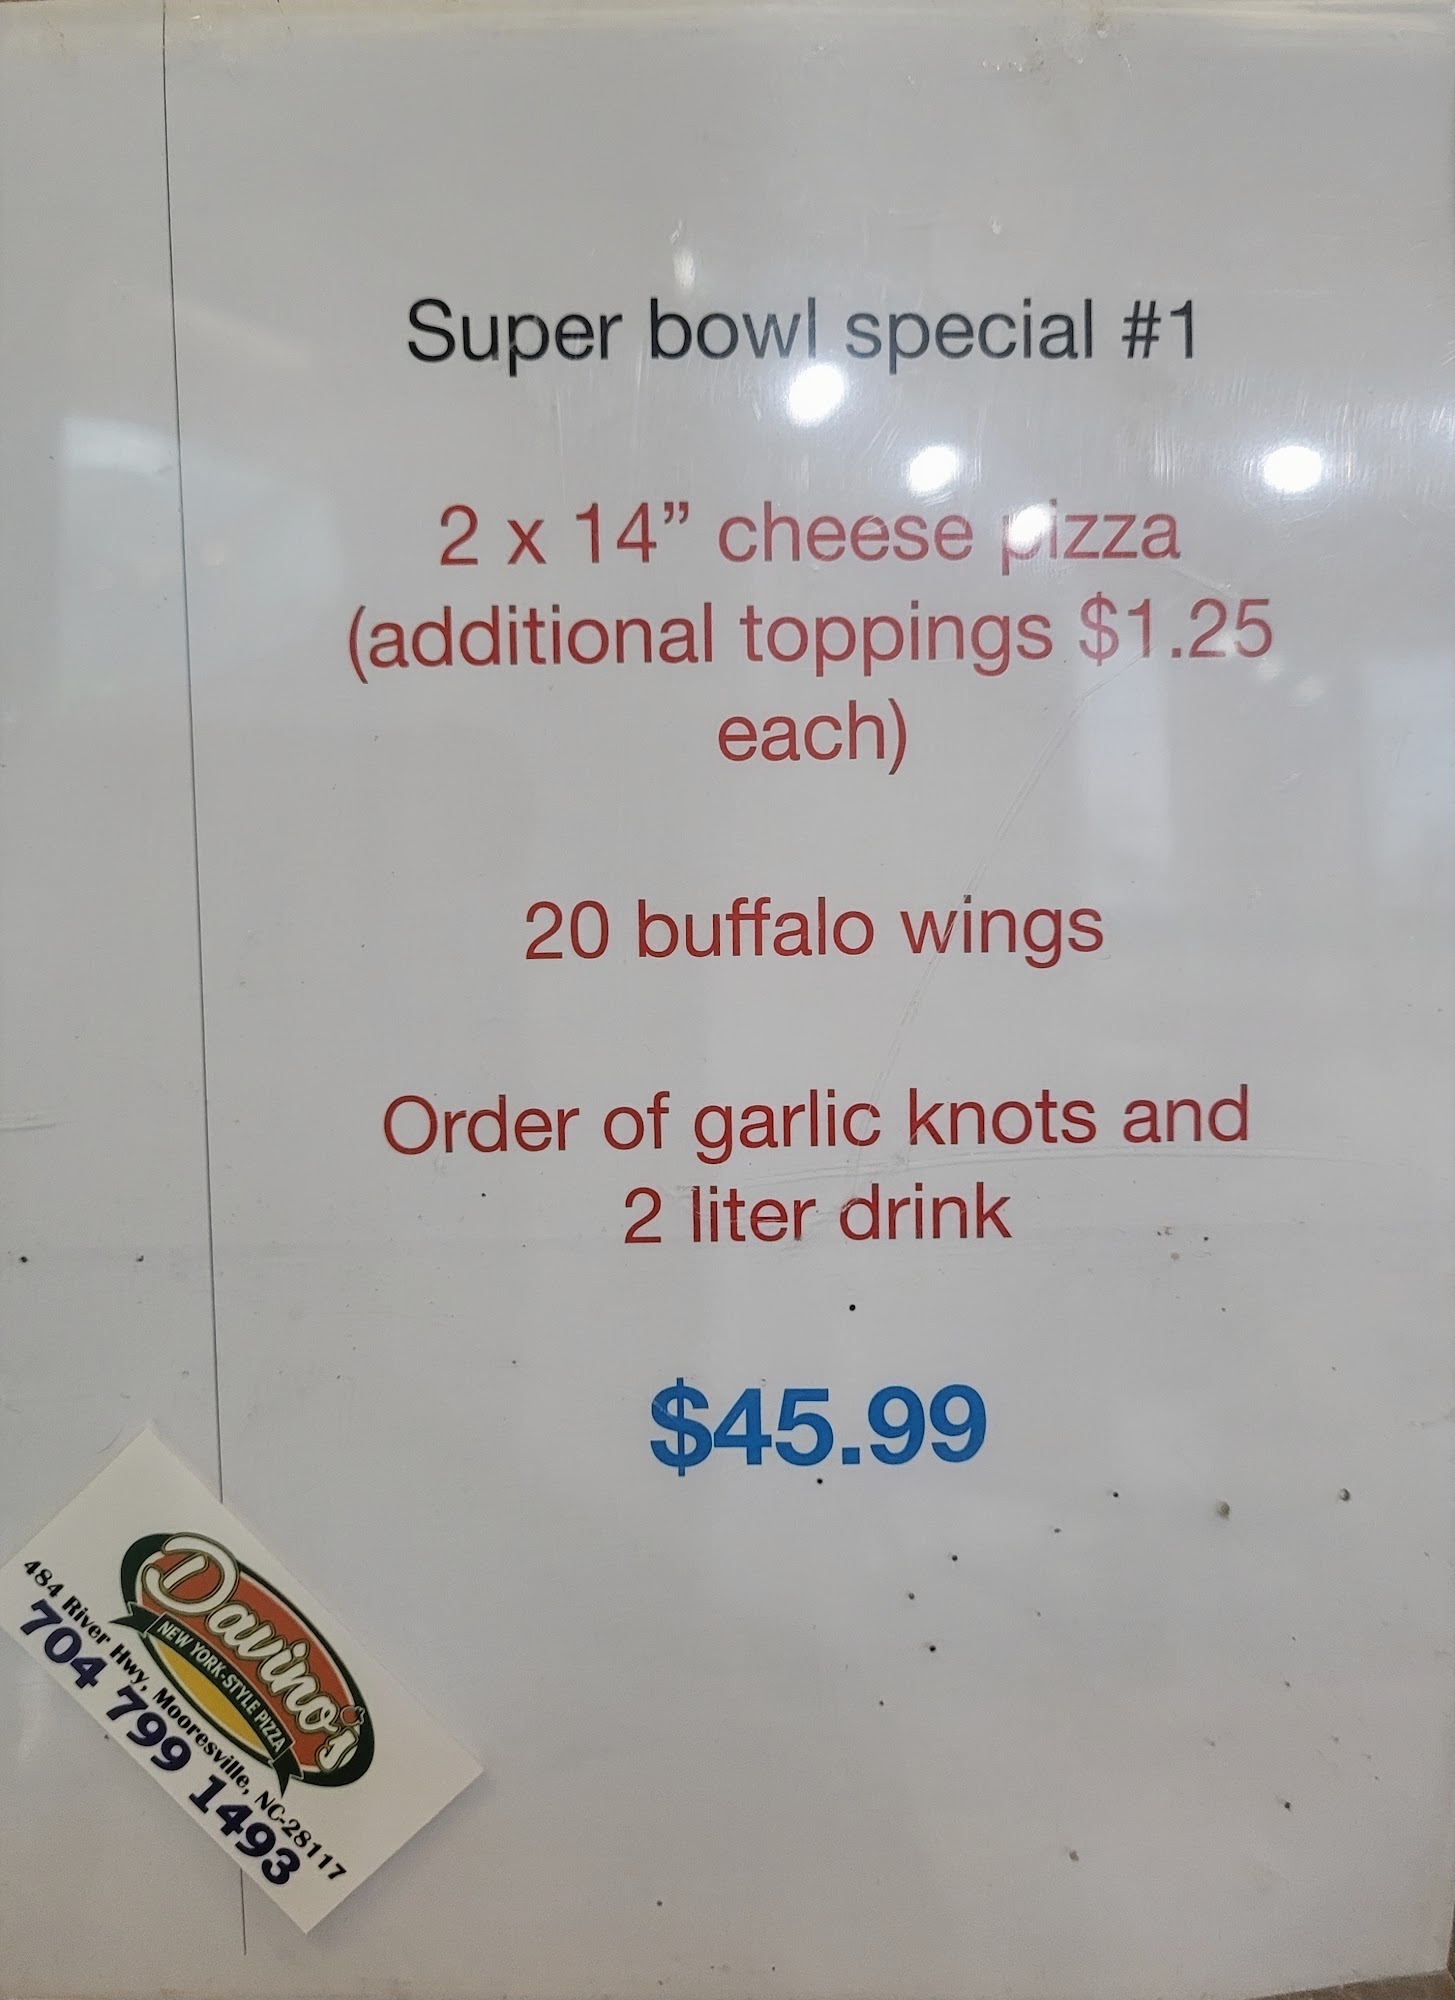 Super bowl special #1
2 x 14” cheese pizza
(additional toppings $1.25
each)
20 buffalo wings
Order of garlic knots and
2 liter drink
$45.99
Davino's
NEW YORK-STYLE PIZZA
484 River Hwy, Mooresville, NC-28117
704 799 1493